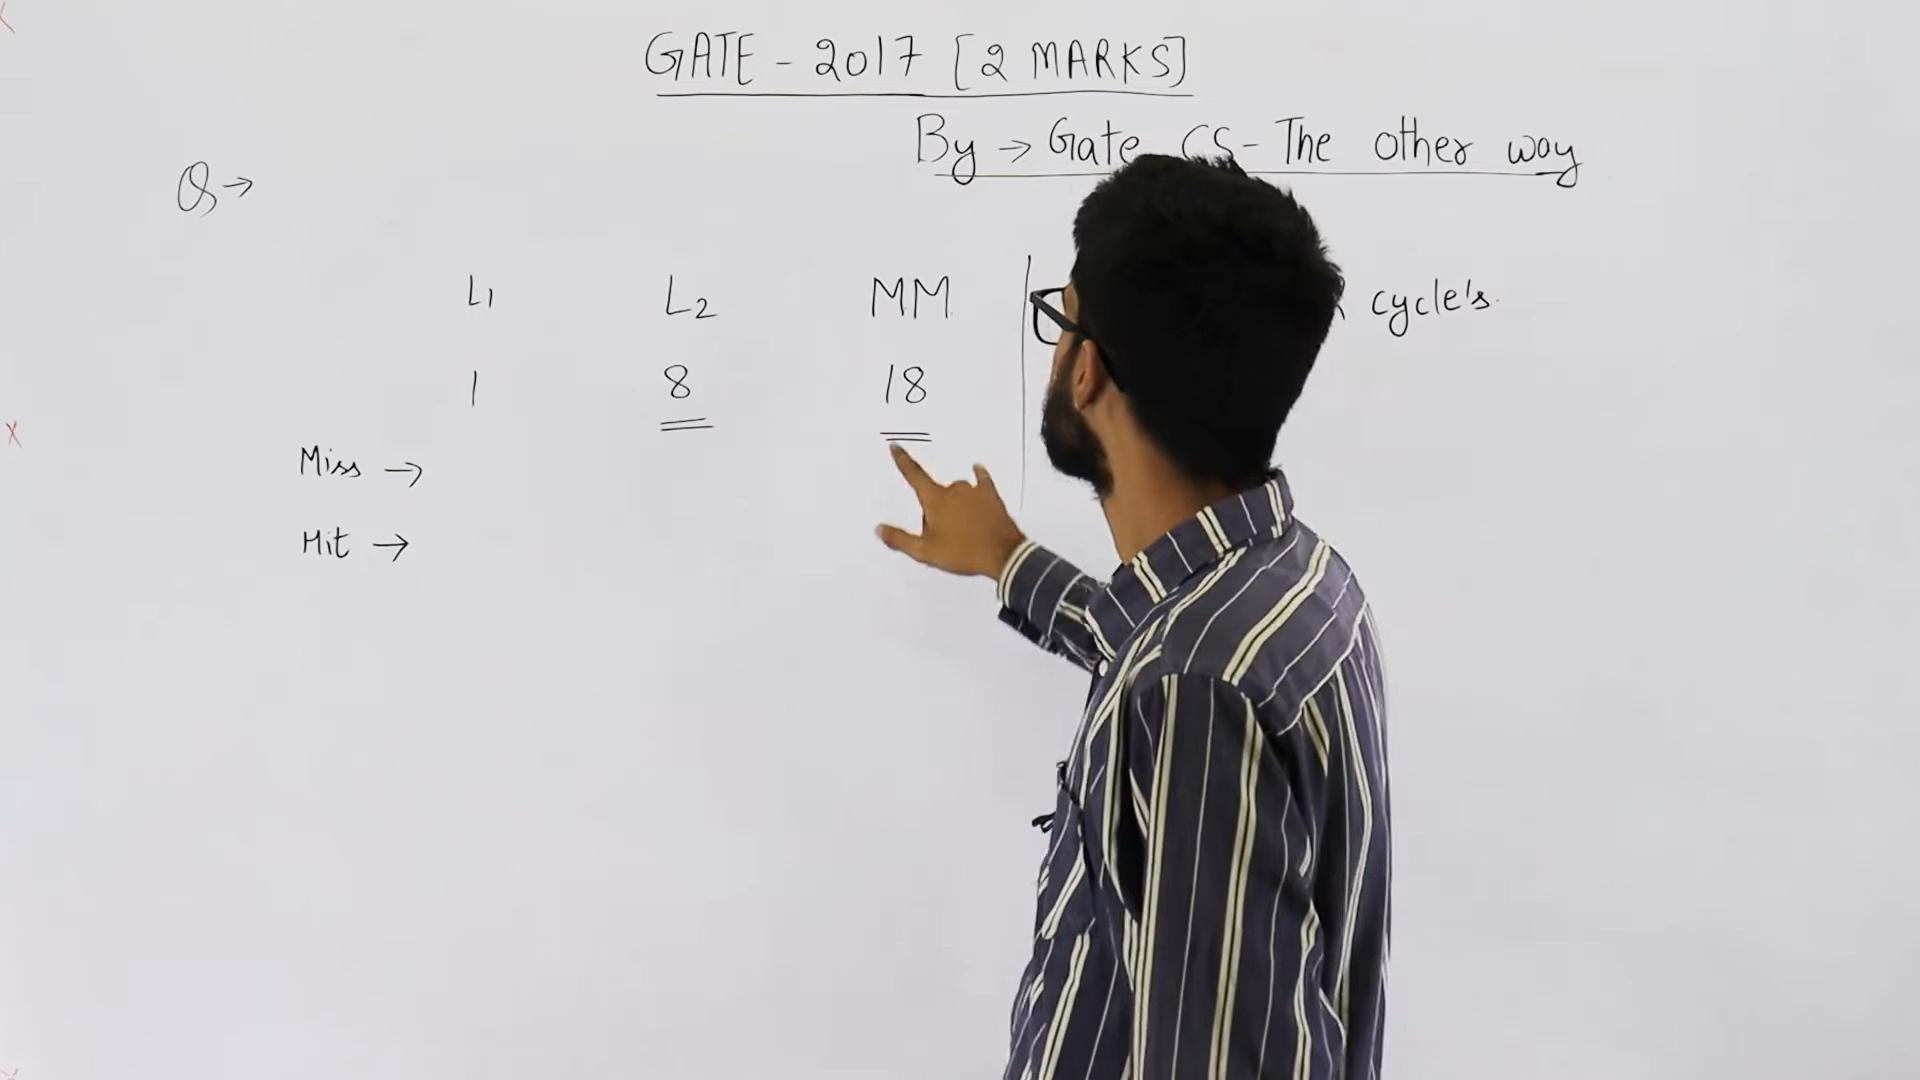 GATE - 2017 [2 MARKS]
By → Gate CS - The other way
Q →
L1 L2 MM cycle's.
1 8 18
Miss →
Hit →